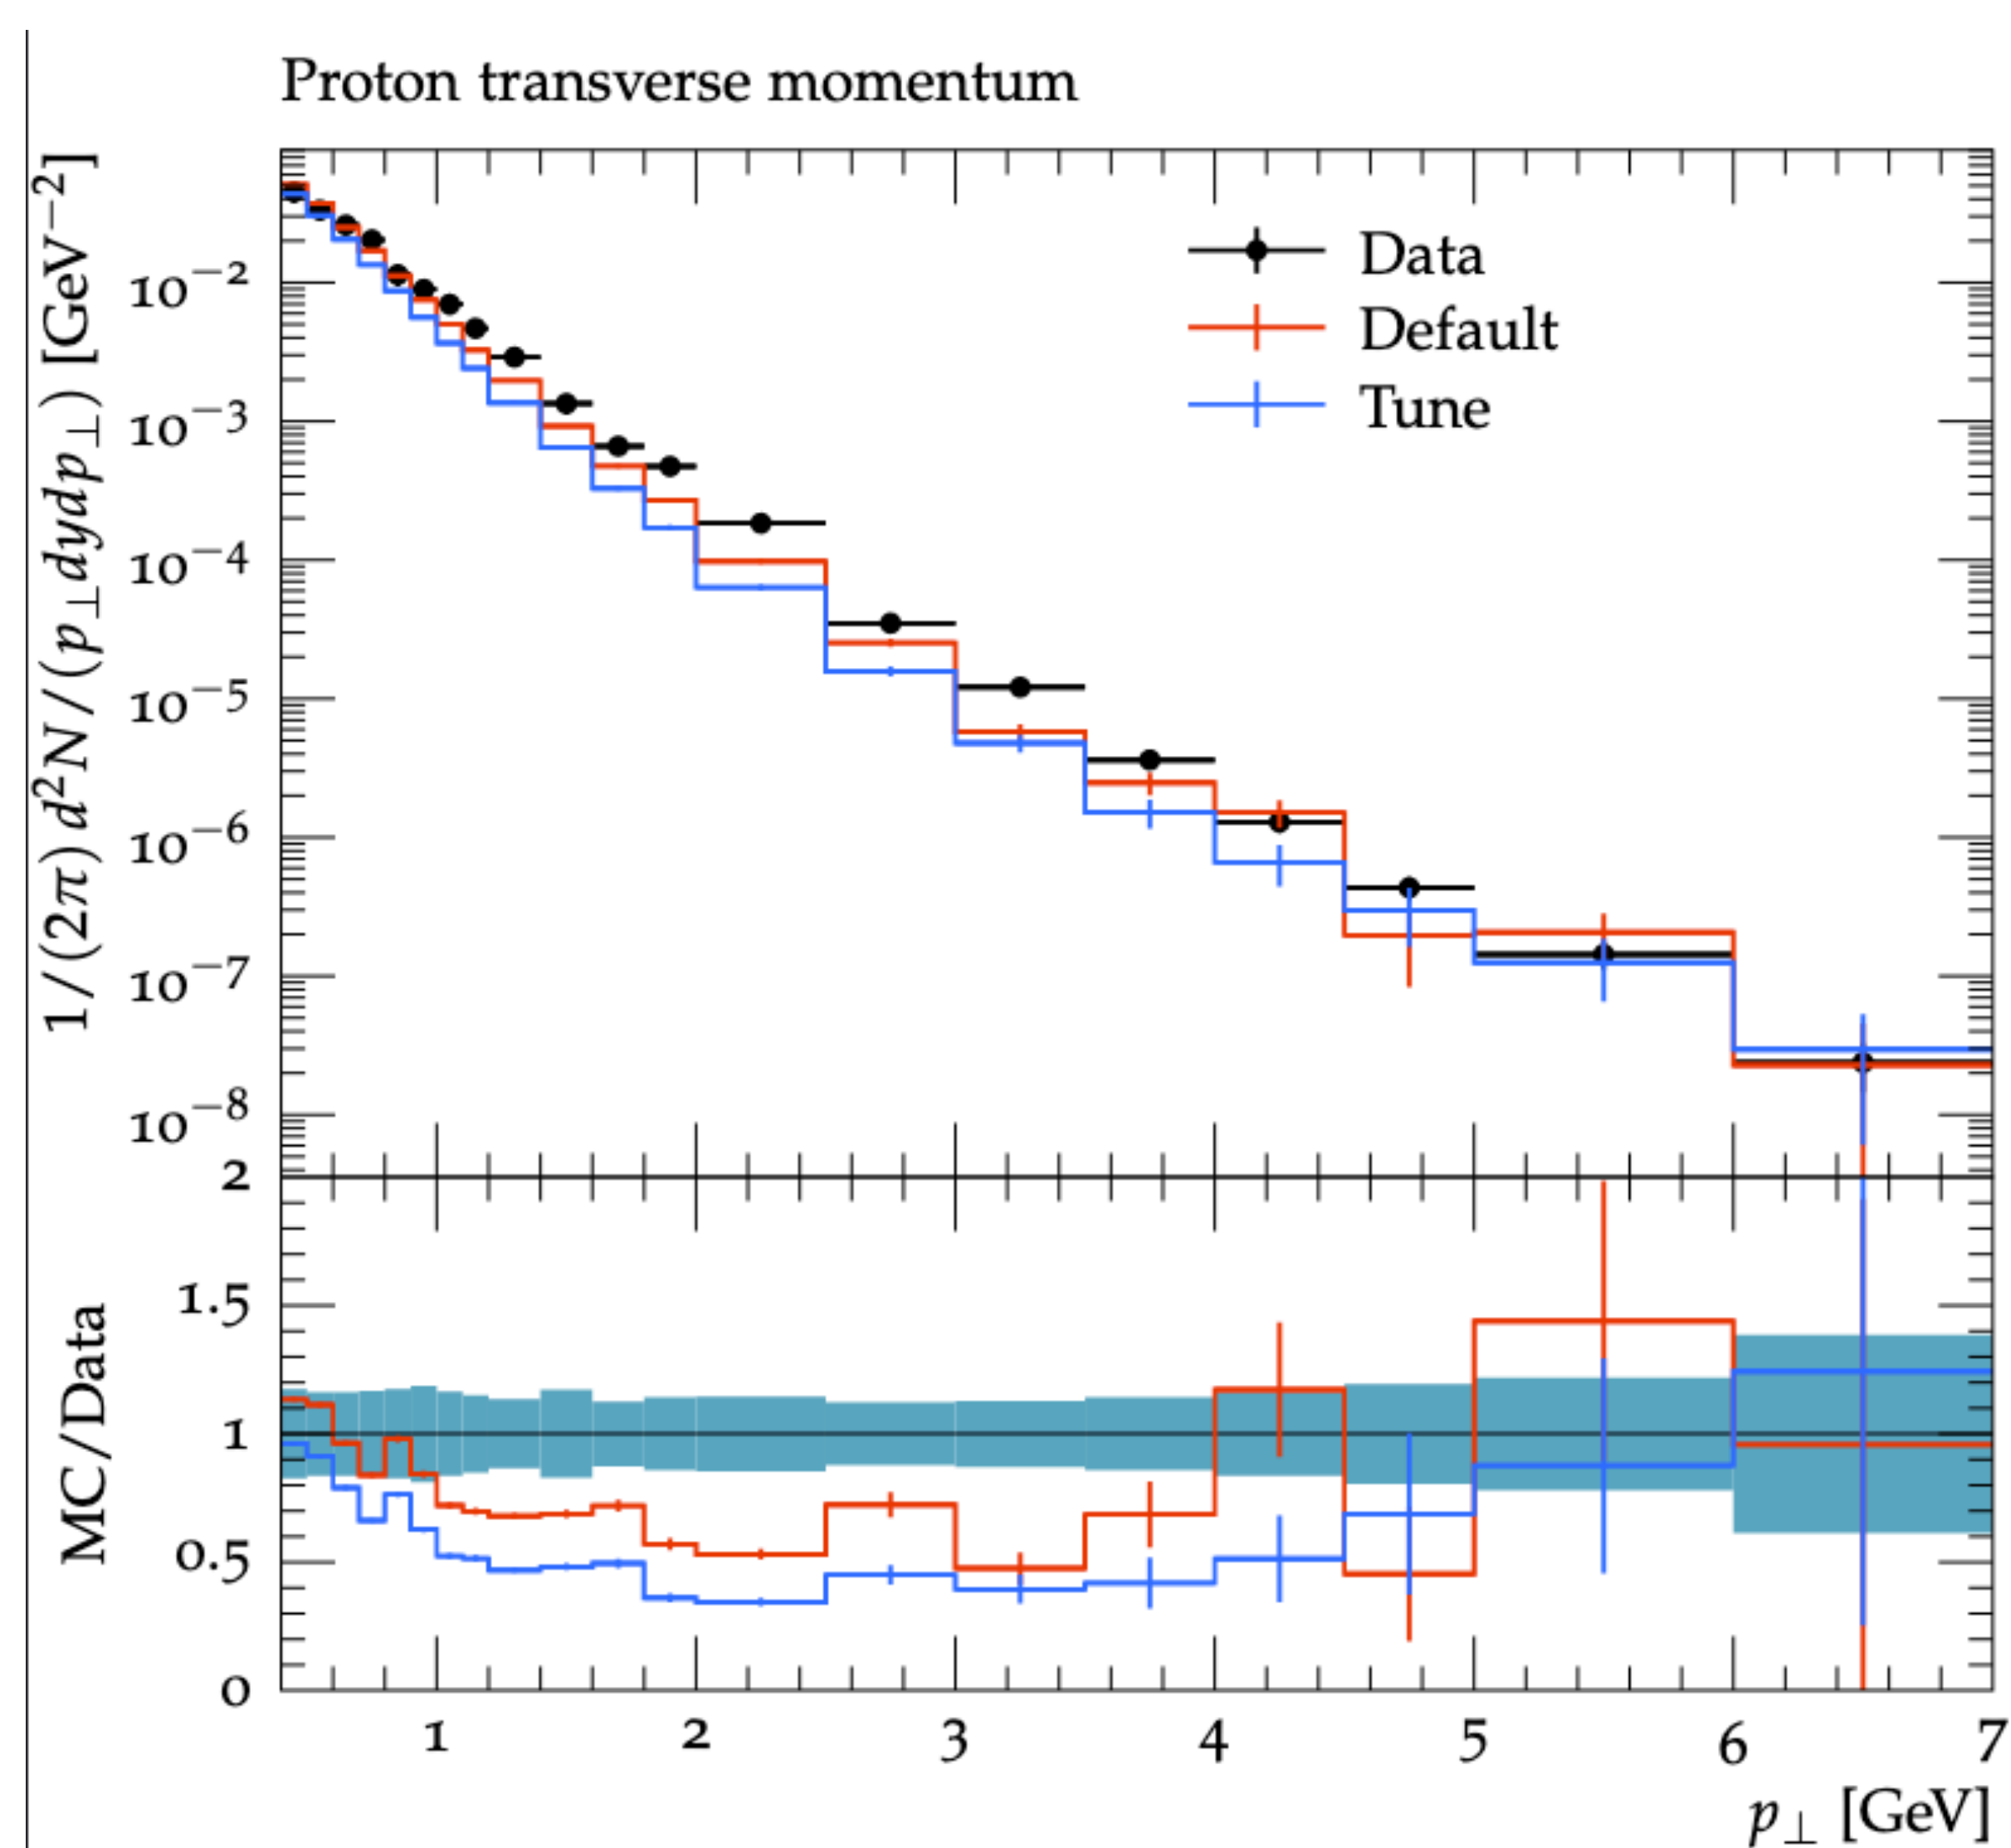 Proton transverse momentum
1/(2π) d²N/(p⊥dydp⊥) [GeV⁻²]
Data
Default
Tune
10⁻²
10⁻³
10⁻⁴
10⁻⁵
10⁻⁶
10⁻⁷
10⁻⁸
MC/Data
2
1.5
1
0.5
0
1 2 3 4 5 6 7
p⊥ [GeV]